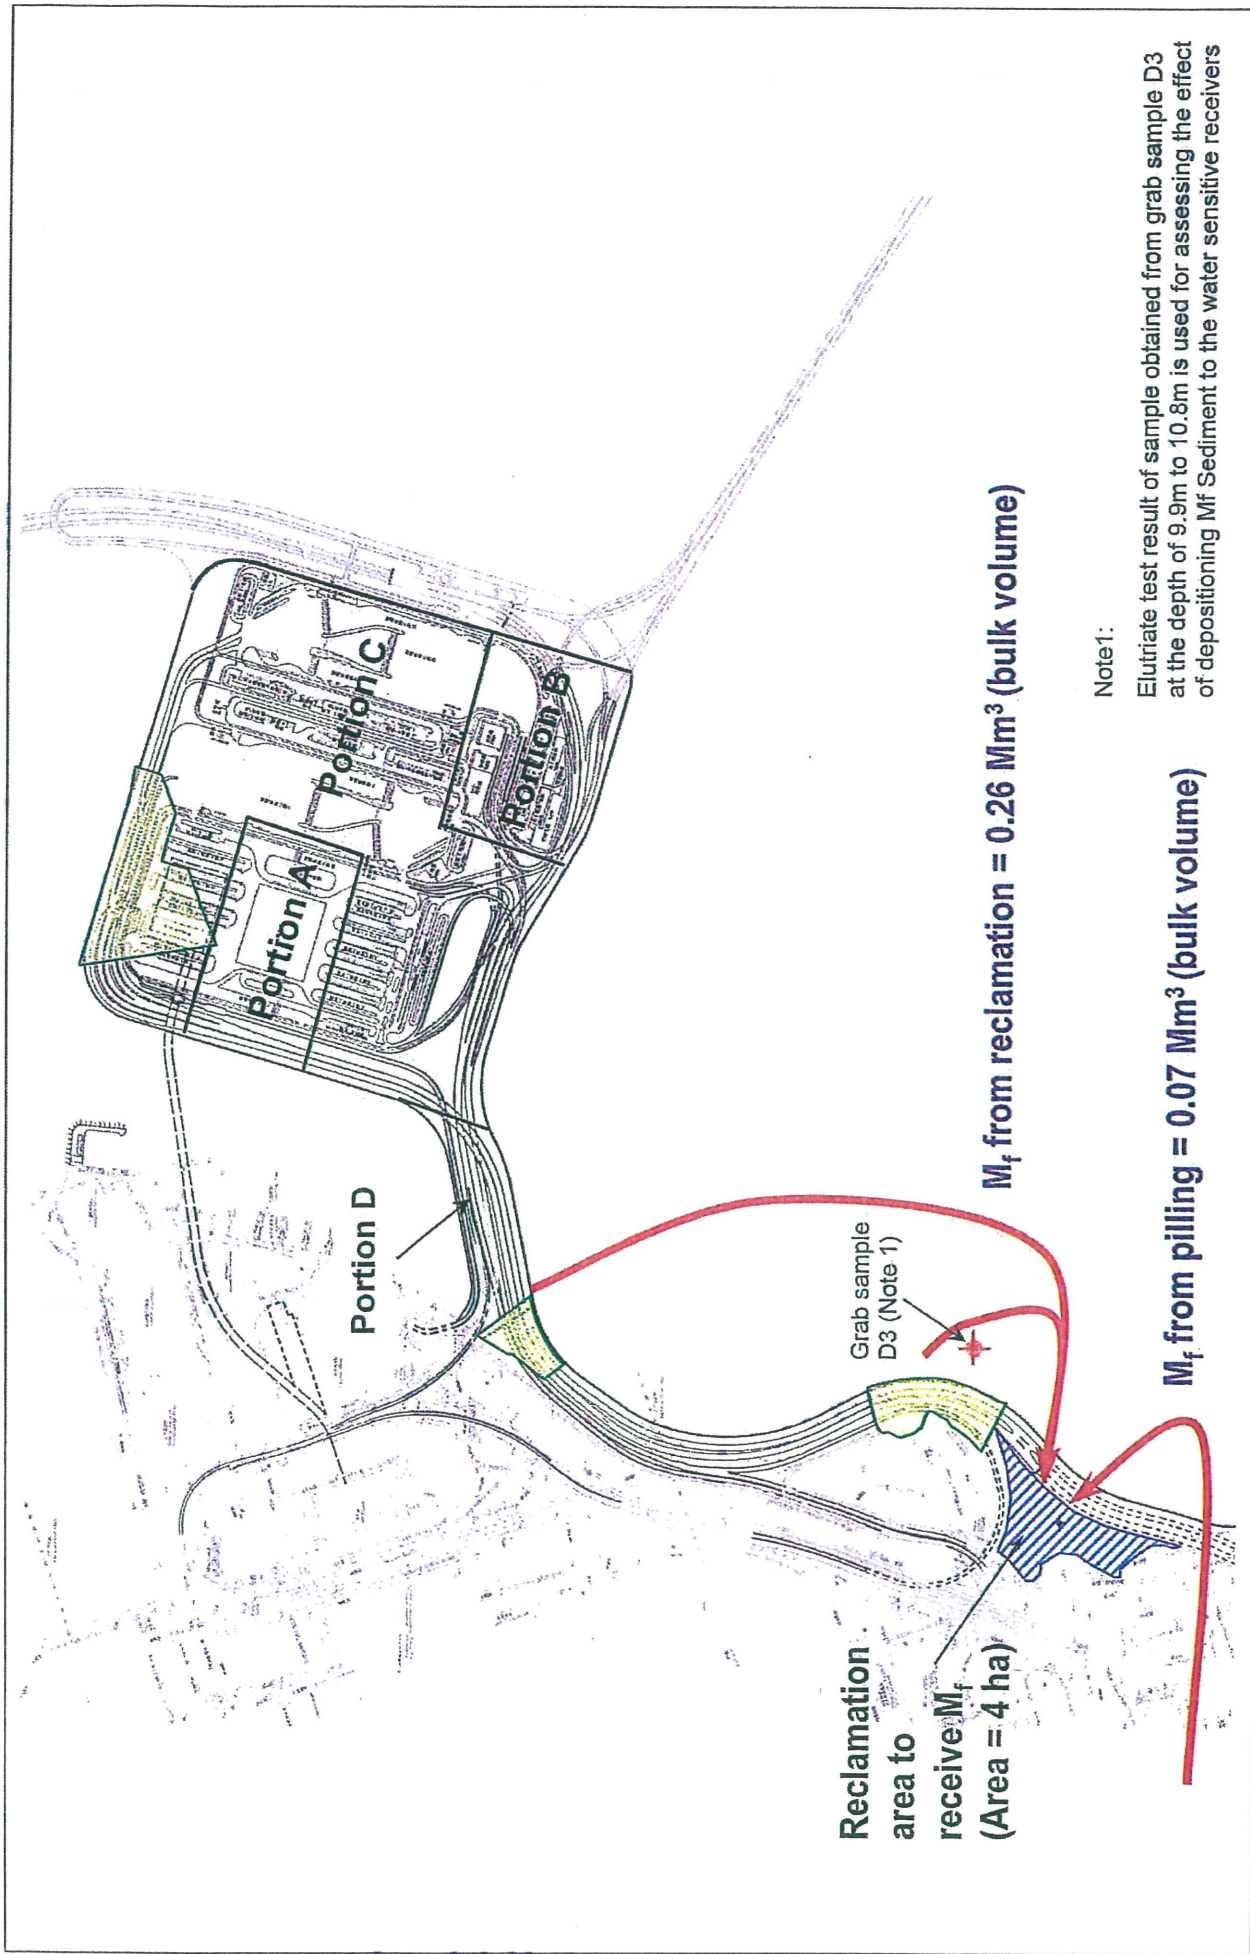 Portion A
Portion C
Portion B
Portion D
Grab sample
D3 (Note 1)
Reclamation
area to
receive Mf
(Area = 4 ha)
Mf from reclamation = 0.26 Mm³ (bulk volume)
Mf from pilling = 0.07 Mm³ (bulk volume)
Note1:
Elutriate test result of sample obtained from grab sample D3
at the depth of 9.9m to 10.8m is used for assessing the effect
of depositioning Mf Sediment to the water sensitive receivers